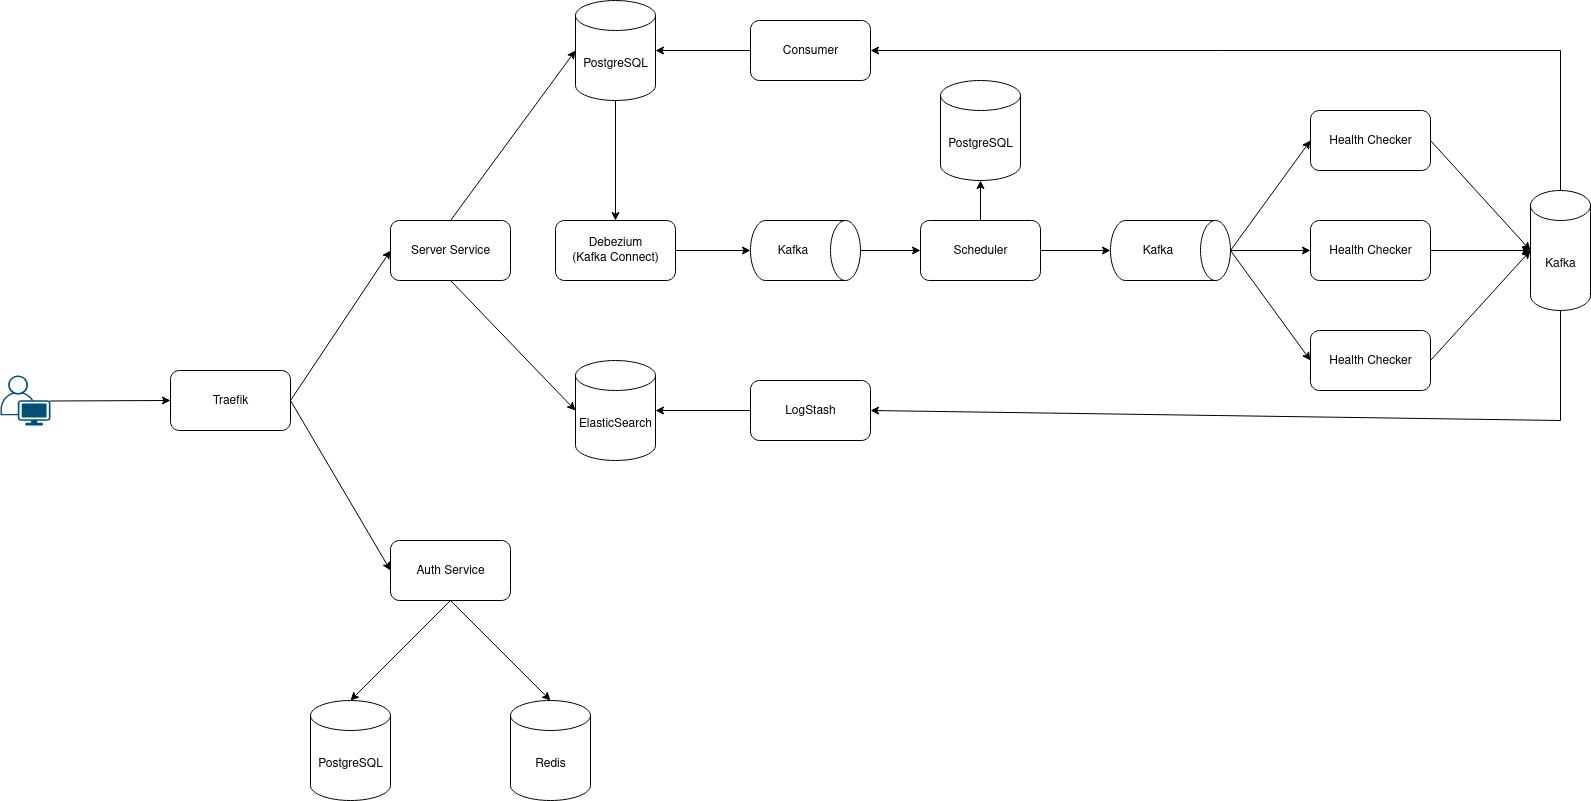 PostgreSQL
Consumer
PostgreSQL
Health Checker
Server Service
Debezium
(Kafka Connect)
Kafka
Scheduler
Kafka
Health Checker
Kafka
Health Checker
Traefik
ElasticSearch
LogStash
Auth Service
PostgreSQL
Redis